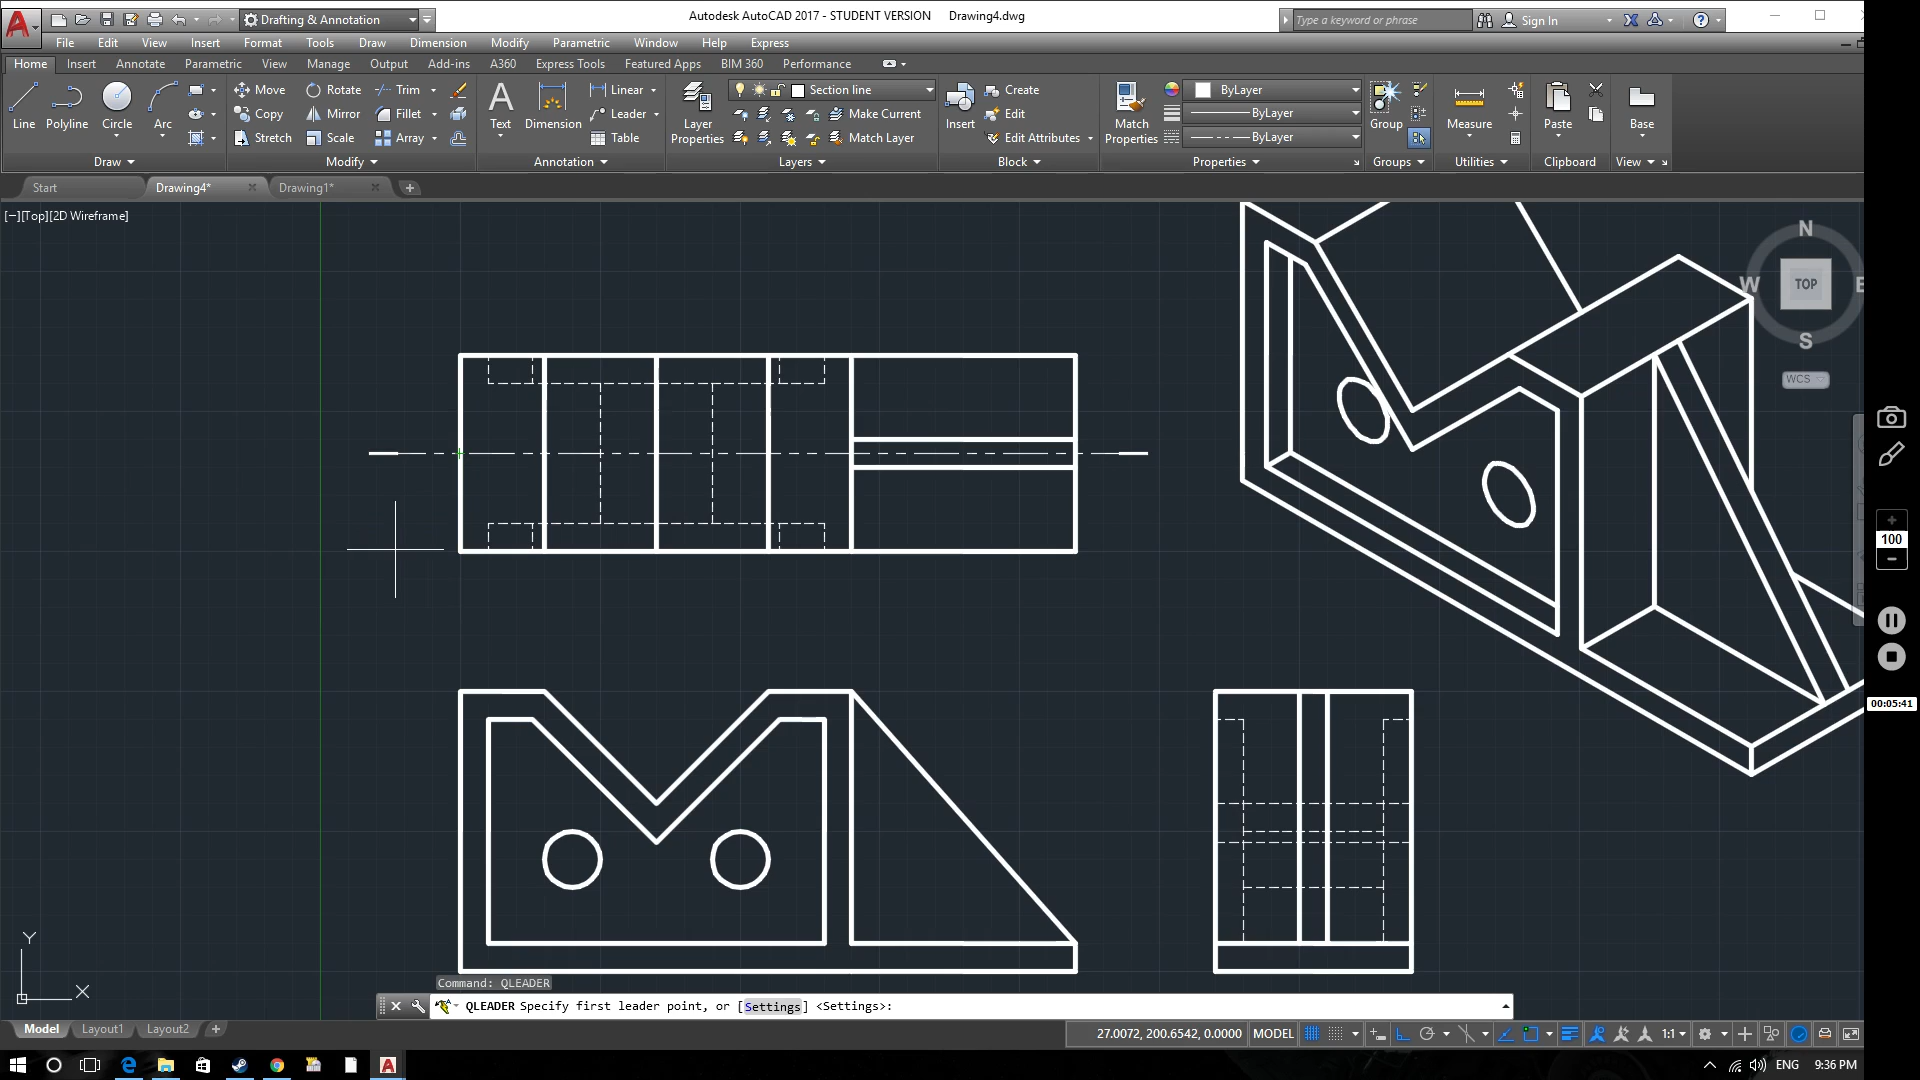 Drafting & Annotation
Autodesk AutoCAD 2017 - STUDENT VERSION Drawing4.dwg
Type a keyword or phrase
Sign In
File Edit View Insert Format Tools Draw Dimension Modify Parametric Window Help Express
Home Insert Annotate Parametric View Manage Output Add-ins A360 Express Tools Featured Apps BIM 360 Performance
Line
Polyline
Circle
Arc
Draw
Move Rotate Trim
Copy Mirror Fillet
Stretch Scale Array
Modify
Text
Dimension
Linear
Leader
Table
Annotation
Layer
Properties
Section line
Make Current
Match Layer
Layers
Insert
Create
Edit
Edit Attributes
Block
Match
Properties
ByLayer
ByLayer
ByLayer
Properties
Group
Groups
Measure
Utilities
Paste
Clipboard
Base
View
Start Drawing4* Drawing1*
[−][Top][2D Wireframe]
N
W TOP E
S
WCS
100
00:05:41
Y
X
Command: QLEADER
QLEADER Specify first leader point, or [Settings] <Settings>:
Model Layout1 Layout2
27.0072, 200.6542, 0.0000 MODEL 1:1
ENG 9:36 PM